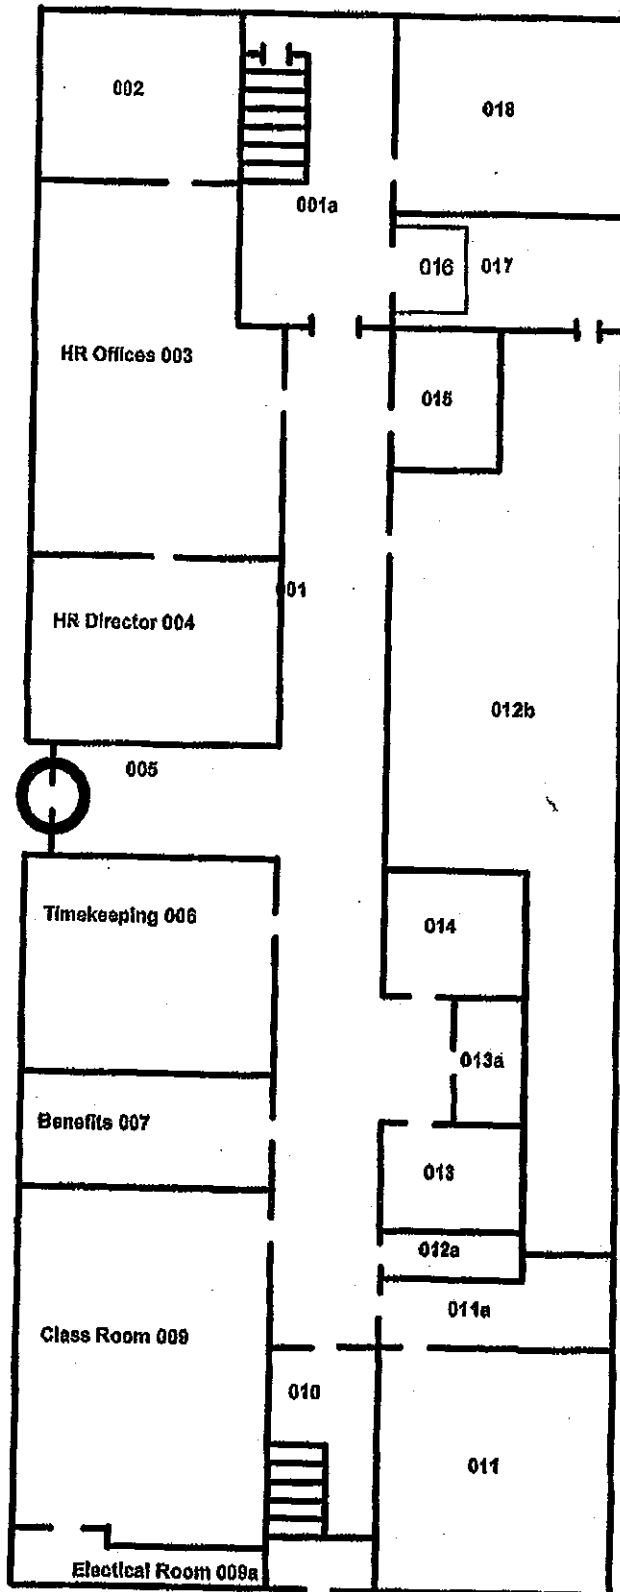 002
018
001a
016
017
HR Offices 003
015
001
HR Director 004
012b
005
Timekeeping 006
014
013a
Benefits 007
013
012a
011a
Class Room 009
010
011
Electical Room 009a